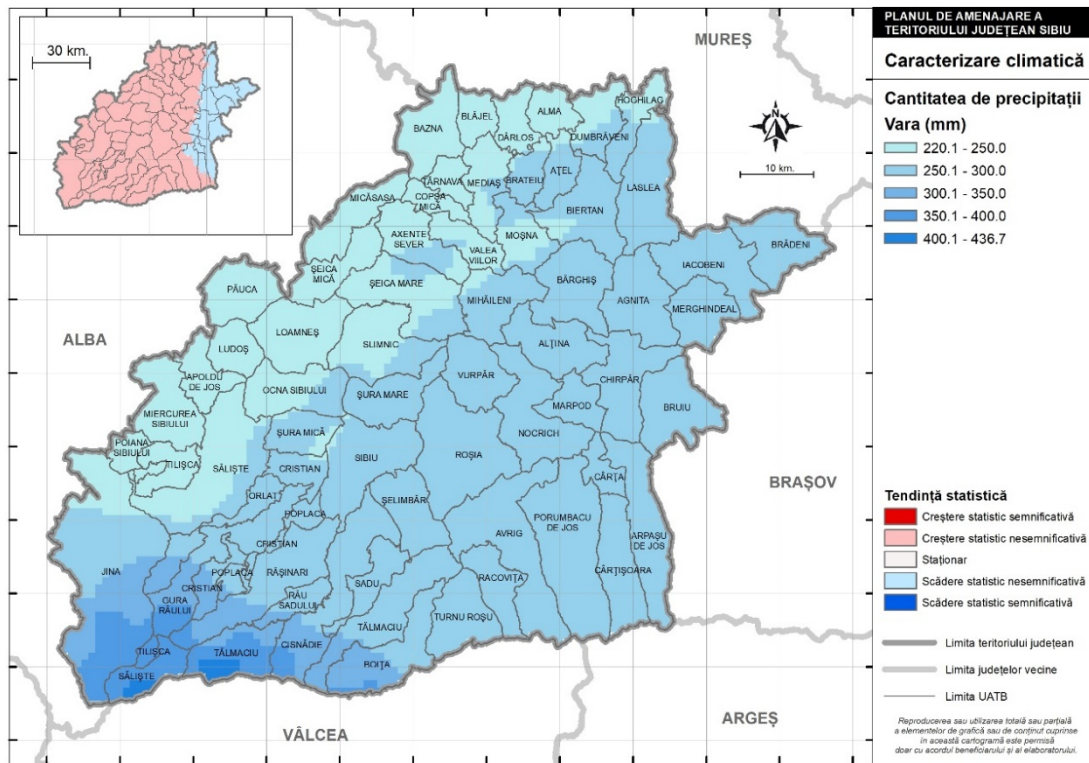 30 km.
MUREȘ
ALBA
BRAȘOV
ARGEȘ
VÂLCEA
10 km.
HOGHILAG
ALMA
BLĂJEL
BAZNA
DÂRLOS
DUMBRĂVENI
TÂRNAVA
MEDIAȘ
BRATEIU
AȚEL
LASLEA
MICĂSASA
COPȘA
MICĂ
BIERTAN
AXENTE
SEVER
MOȘNA
VALEA
VIILOR
BRĂDENI
IACOBENI
ȘEICA
MICĂ
ȘEICA MARE
BÂRGHIȘ
PĂUCA
MIHĂILENI
AGNITA
MERGHINDEAL
LOAMNEȘ
SLIMNIC
ALȚINA
LUDOȘ
APOLDU
DE JOS
OCNA SIBIULUI
ȘURA MARE
VURPĂR
CHIRPĂR
MARPOD
BRUIU
MIERCUREA
SIBIULUI
ȘURA MICĂ
NOCRICH
POIANA
SIBIULUI
TILIȘCA
SĂLIȘTE
CRISTIAN
SIBIU
ROȘIA
ORLAT
ȘELIMBĂR
CÂRȚA
POPLACA
PORUMBACU
DE JOS
AVRIG
ARPAȘU
DE JOS
CRISTIAN
JINA
POPLACA
RĂȘINARI
CÂRȚIȘOARA
CRISTIAN
SADU
RACOVIȚA
GURA
RÂULUI
RÂU
SADULUI
TURNU ROȘU
TĂLMACIU
CISNĂDIE
TILIȘCA
TĂLMACIU
BOIȚA
SĂLIȘTE
PLANUL DE AMENAJARE A
TERITORIULUI JUDEȚEAN SIBIU
Caracterizare climatică
Cantitatea de precipitații
Vara (mm)
220.1 - 250.0
250.1 - 300.0
300.1 - 350.0
350.1 - 400.0
400.1 - 436.7
Tendință statistică
Creștere statistic semnificativă
Creștere statistic nesemnificativă
Staționar
Scădere statistic nesemnificativă
Scădere statistic semnificativă
Limita teritoriului județean
Limita județelor vecine
Limita UATB
Reproducerea sau utilizarea totală sau parțială
a elementelor de grafică sau de conținut cuprinse
în această cartogramă este permisă
doar cu acordul beneficiarului și al elaboratorului.